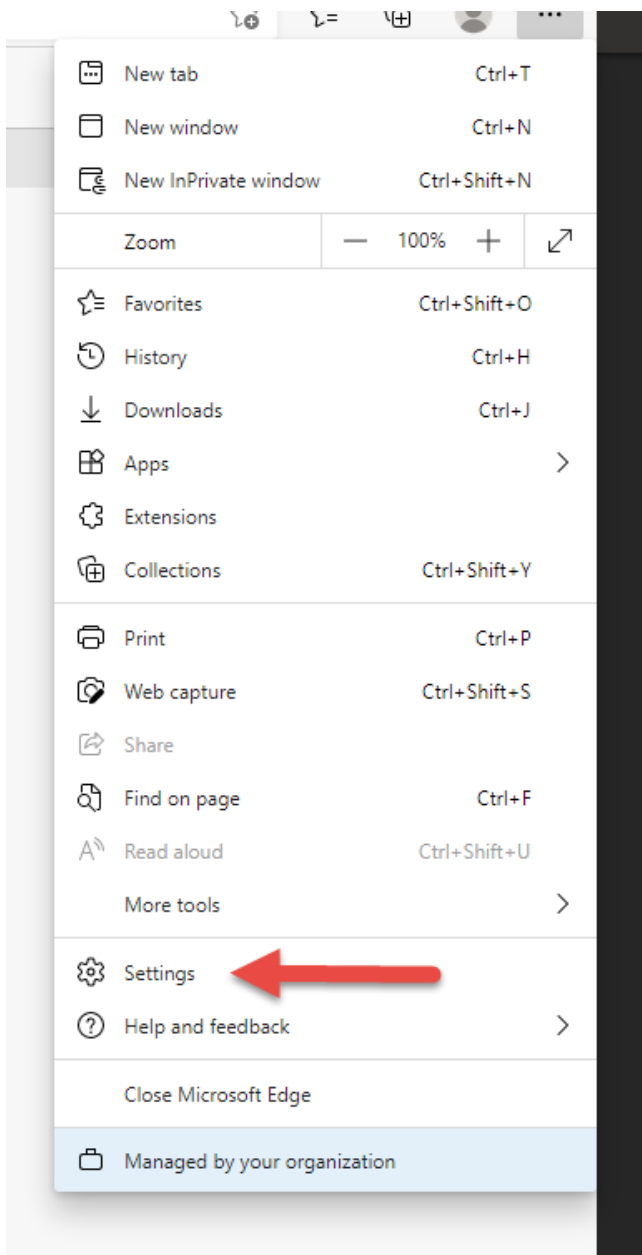 New tab Ctrl+T
New window Ctrl+N
New InPrivate window Ctrl+Shift+N
Zoom — 100% +
Favorites Ctrl+Shift+O
History Ctrl+H
Downloads Ctrl+J
Apps
Extensions
Collections Ctrl+Shift+Y
Print Ctrl+P
Web capture Ctrl+Shift+S
Share
Find on page Ctrl+F
Read aloud Ctrl+Shift+U
More tools
Settings
Help and feedback
Close Microsoft Edge
Managed by your organization